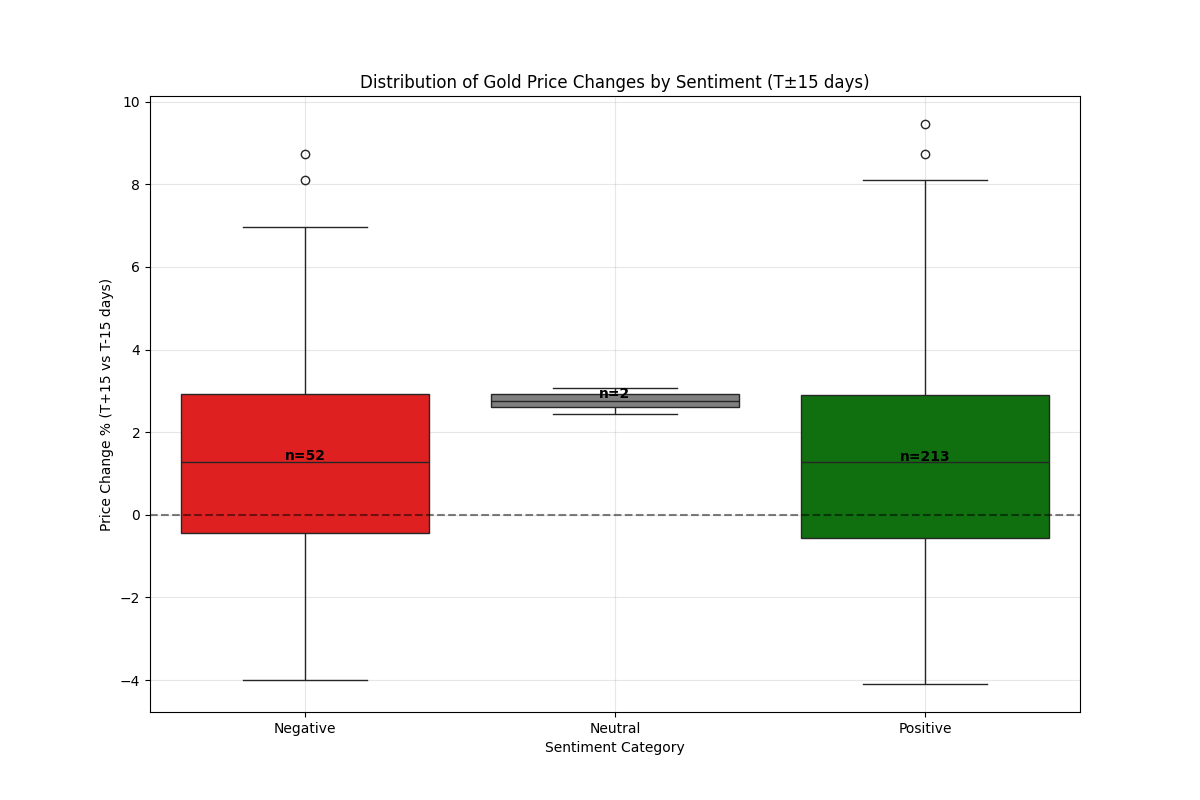 Distribution of Gold Price Changes by Sentiment (T±15 days)
Price Change % (T+15 vs T-15 days)
10
8
6
4
2
0
−2
−4
n=52
n=2
n=213
Negative
Neutral
Positive
Sentiment Category